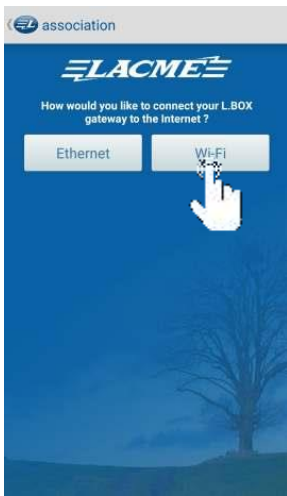 association
LACME
How would you like to connect your L.BOX
gateway to the Internet ?
Ethernet
Wi-Fi